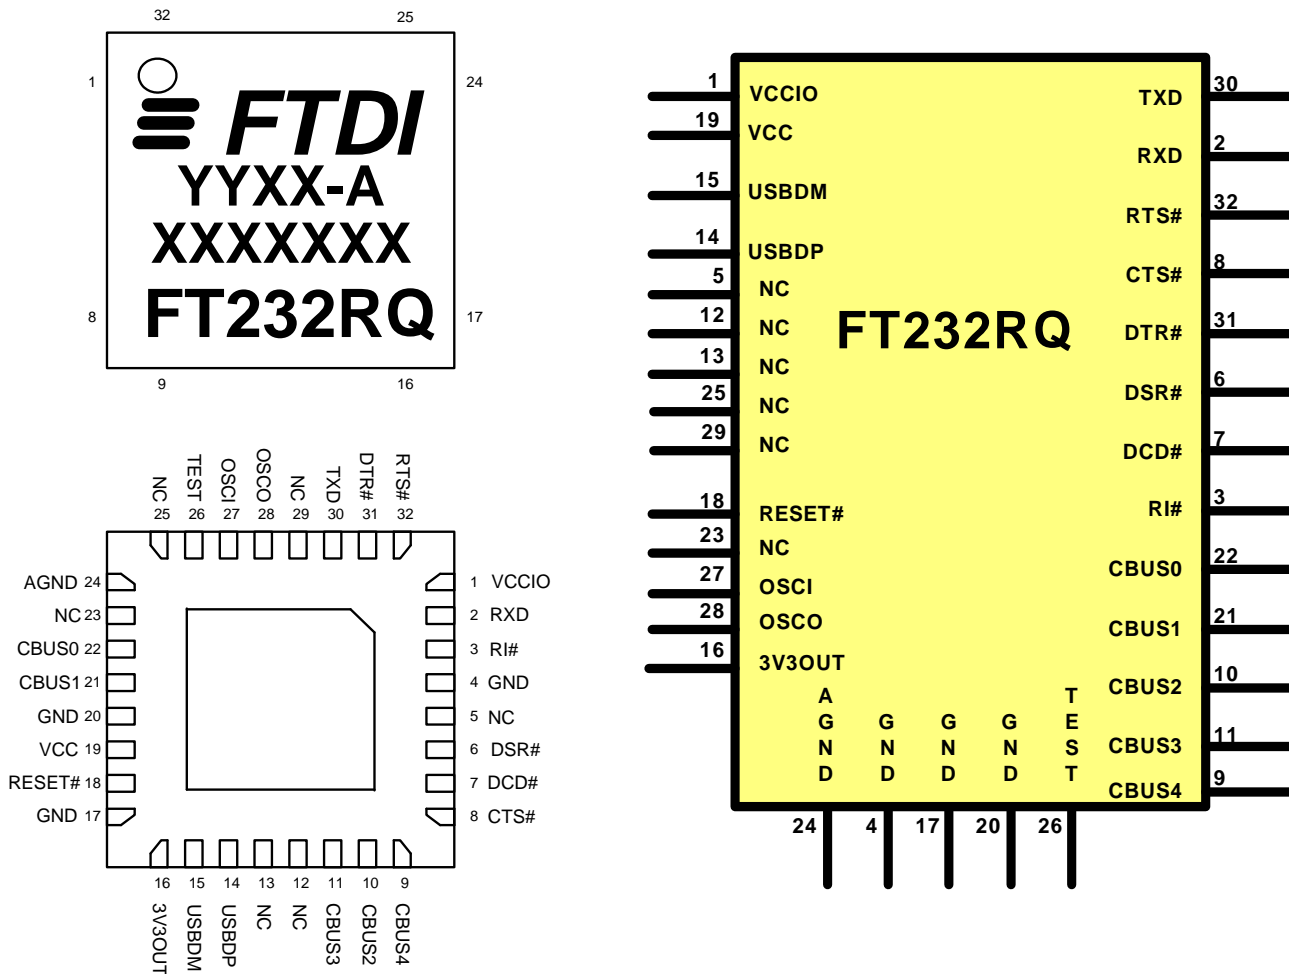 32 25
1 24
FTDI
YYXX-A
XXXXXXX
FT232RQ
8 17
9 16
NC TEST OSCI OSCO NC TXD DTR# RTS#
25 26 27 28 29 30 31 32
AGND 24
NC 23
CBUS0 22
CBUS1 21
GND 20
VCC 19
RESET# 18
GND 17
1 VCCIO
2 RXD
3 RI#
4 GND
5 NC
6 DSR#
7 DCD#
8 CTS#
16 15 14 13 12 11 10 9
3V3OUT USBDM USBDP NC NC CBUS3 CBUS2 CBUS4
1 VCCIO
19 VCC
15 USBDM
14 USBDP
5 NC
12 NC
13 NC
25 NC
29 NC
18 RESET#
23 NC
27 OSCI
28 OSCO
16 3V3OUT
FT232RQ
TXD 30
RXD 2
RTS# 32
CTS# 8
DTR# 31
DSR# 6
DCD# 7
RI# 3
CBUS0 22
CBUS1 21
CBUS2 10
CBUS3 11
CBUS4 9
AGND GND GND GND TEST
24 4 17 20 26